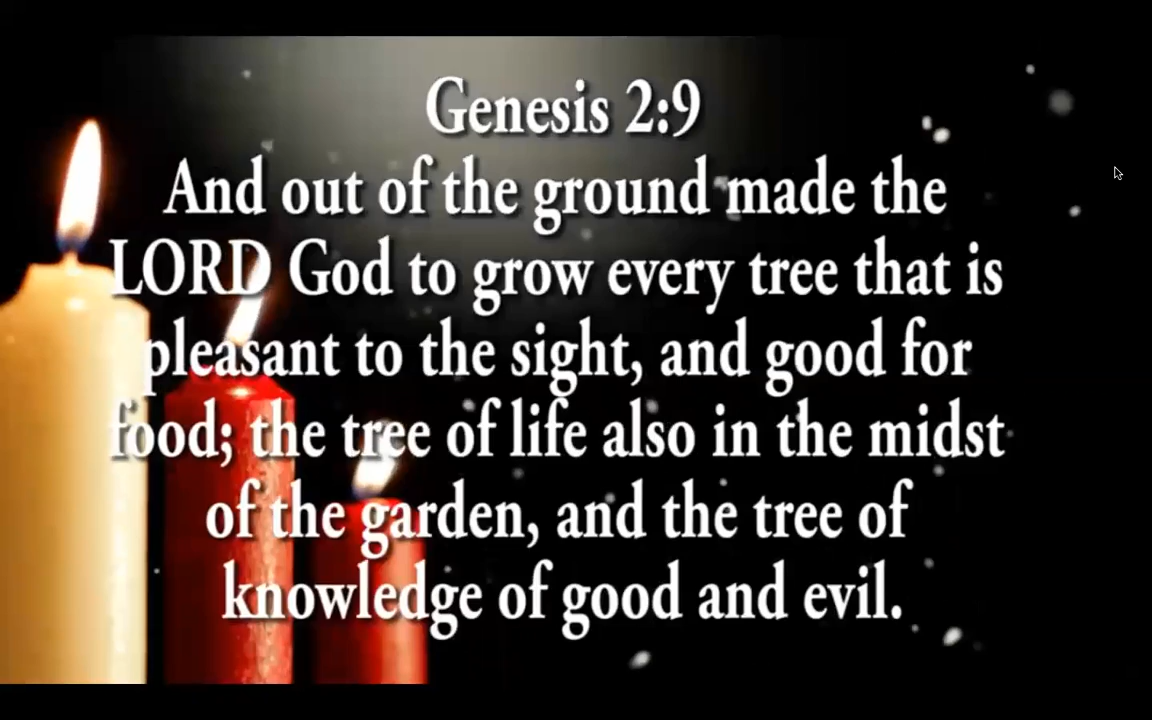 Genesis 2:9
And out of the ground made the
LORD God to grow every tree that is
pleasant to the sight, and good for
food; the tree of life also in the midst
of the garden, and the tree of
knowledge of good and evil.